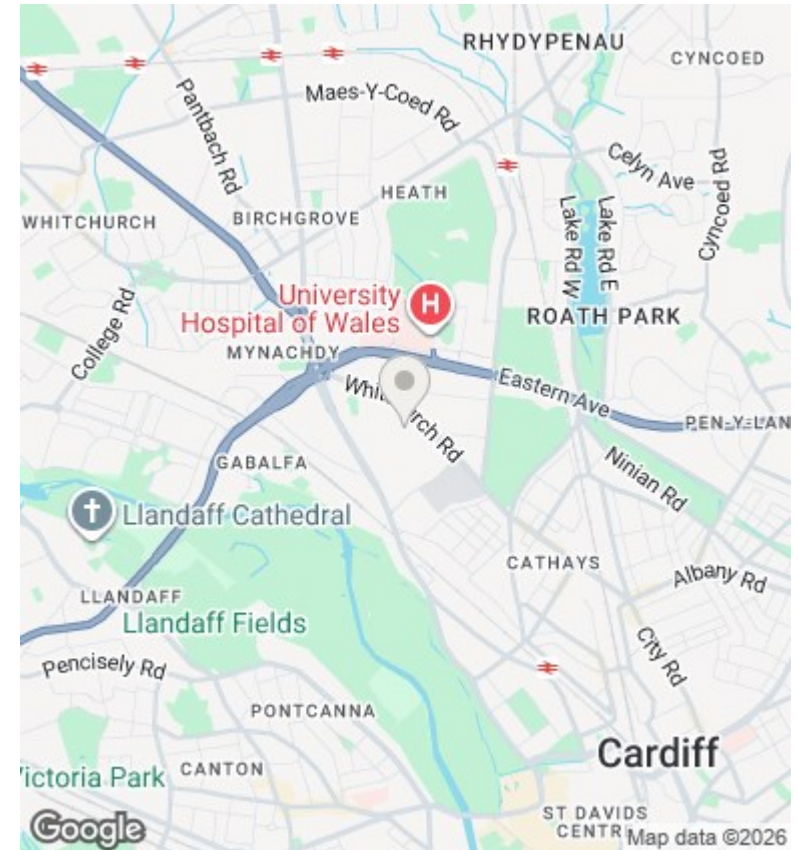 RHYDYPENAU
CYNCOED
Maes-Y-Coed Rd
Pantbach Rd
Celyn Ave
Cyncoed Rd
HEATH
WHITCHURCH
BIRCHGROVE
Lake Rd W
Lake Rd E
University
Hospital of Wales
H
ROATH PARK
College Rd
MYNACHDY
Eastern Ave
PEN-Y-LAN
GABALFA
Ninian Rd
Llandaff Cathedral
CATHAYS
Albany Rd
LLANDAFF
Llandaff Fields
City Rd
Pencisely Rd
PONTCANNA
Cardiff
Victoria Park
CANTON
ST DAVIDS
Google
Map data ©2026